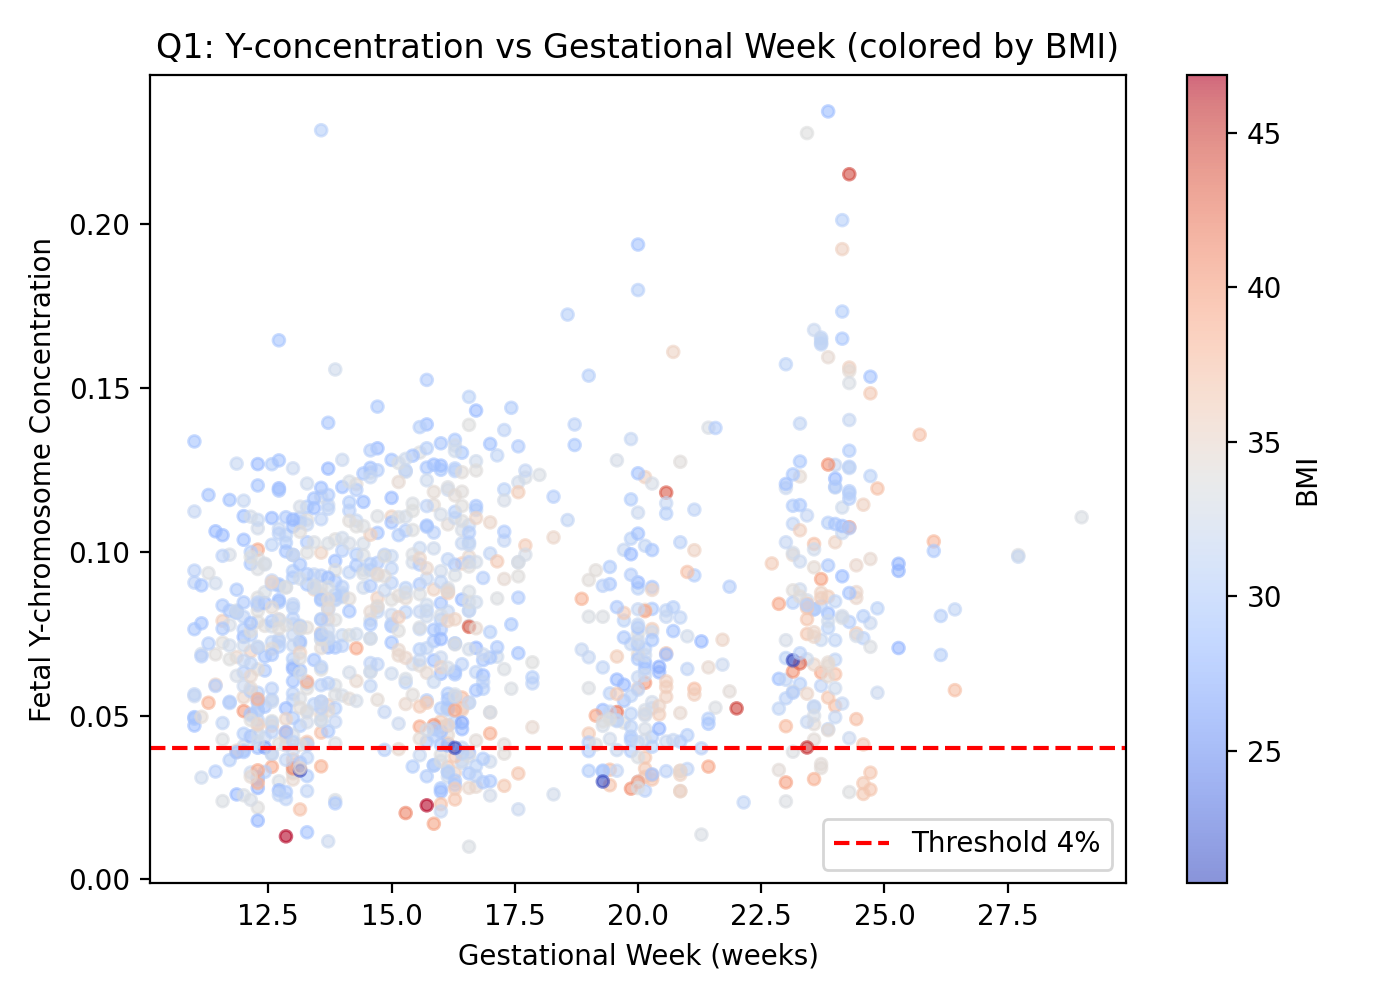 Q1: Y-concentration vs Gestational Week (colored by BMI)
Fetal Y-chromosome Concentration
0.20
0.15
0.10
0.05
0.00
12.5 15.0 17.5 20.0 22.5 25.0 27.5
Gestational Week (weeks)
Threshold 4%
45
40
35
30
25
BMI